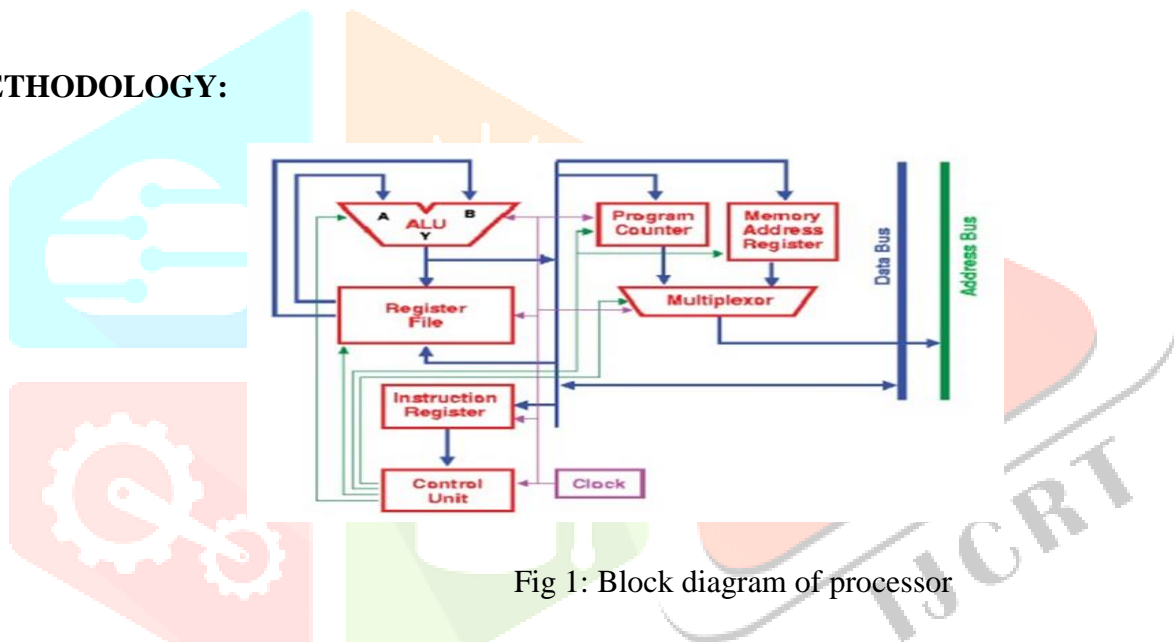 ETHODOLOGY:
A
B
ALU
Y
Program
Counter
Memory
Address
Register
Register
File
Multiplexor
Data Bus
Address Bus
Instruction
Register
Control
Unit
Clock
Fig 1: Block diagram of processor
IJCRT